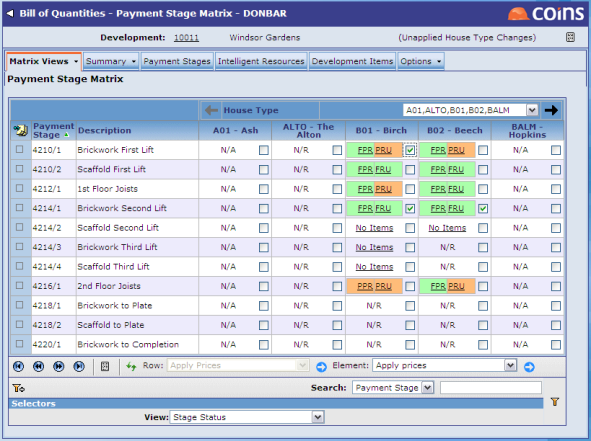 Bill of Quantities - Payment Stage Matrix - DONBAR coins
Development: 10011 Windsor Gardens (Unapplied House Type Changes)
Matrix Views Summary Payment Stages Intelligent Resources Development Items Options
Payment Stage Matrix
House Type A01,ALTO,B01,B02,BALM
Payment Stage Description A01 - Ash ALTO - The Alton B01 - Birch B02 - Beech BALM - Hopkins
4210/1 Brickwork First Lift N/A N/R FPR PRU FPR PRU N/A
4210/2 Scaffold First Lift N/A N/R FPR FRU FPR FRU N/A
4212/1 1st Floor Joists N/A N/R FPR PRU FPR PRU N/A
4214/1 Brickwork Second Lift N/A N/R FPR FRU FPR FRU N/A
4214/2 Scaffold Second Lift N/A N/R No Items No Items N/A
4214/3 Brickwork Third Lift N/A N/R No Items N/R N/A
4214/4 Scaffold Third Lift N/A N/R No Items N/R N/A
4216/1 2nd Floor Joists N/A N/R PPR PRU FPR PRU N/A
4218/1 Brickwork to Plate N/A N/R N/R N/R N/A
4218/2 Scaffold to Plate N/A N/R N/R N/R N/A
4220/1 Brickwork to Completion N/A N/R N/R N/R N/A
Row: Apply Prices Element: Apply prices
Search: Payment Stage
Selectors
View: Stage Status